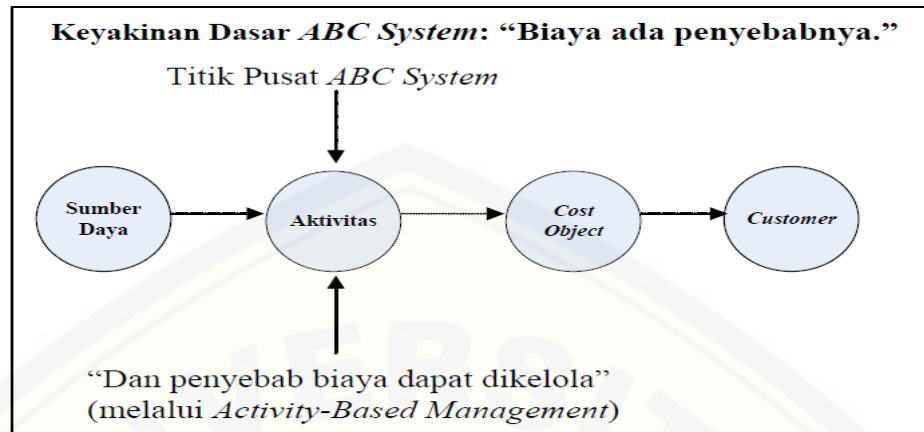 Keyakinan Dasar ABC System: “Biaya ada penyebabnya.”
Titik Pusat ABC System
Sumber
Daya
Aktivitas
Cost
Object
Customer
“Dan penyebab biaya dapat dikelola”
(melalui Activity-Based Management)
VERSIT